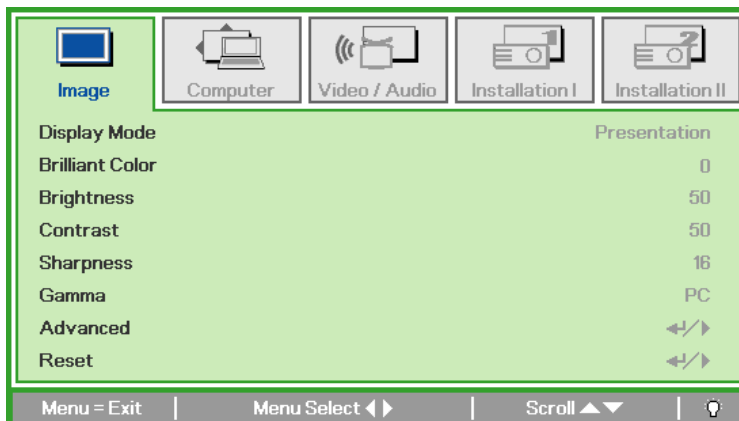 Image Computer Video / Audio Installation I Installation II
Display Mode Presentation
Brilliant Color 0
Brightness 50
Contrast 50
Sharpness 16
Gamma PC
Advanced
Reset
Menu = Exit Menu Select Scroll